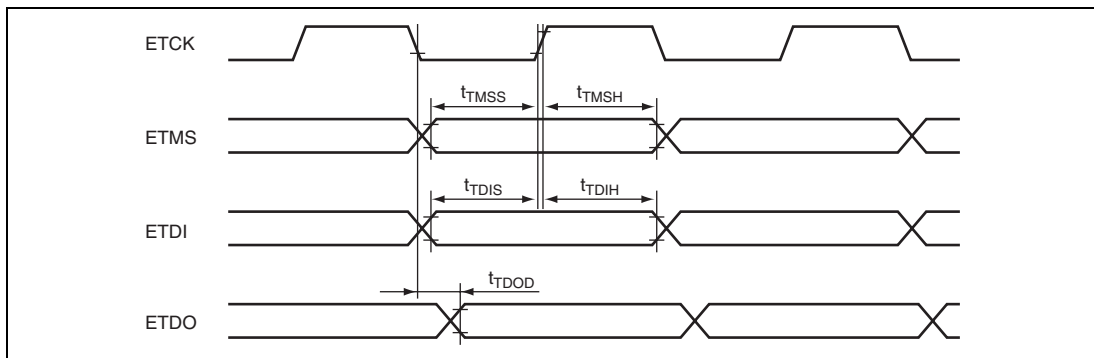 ETCK
tTMSS tTMSH
ETMS
tTDIS tTDIH
ETDI
tTDOD
ETDO